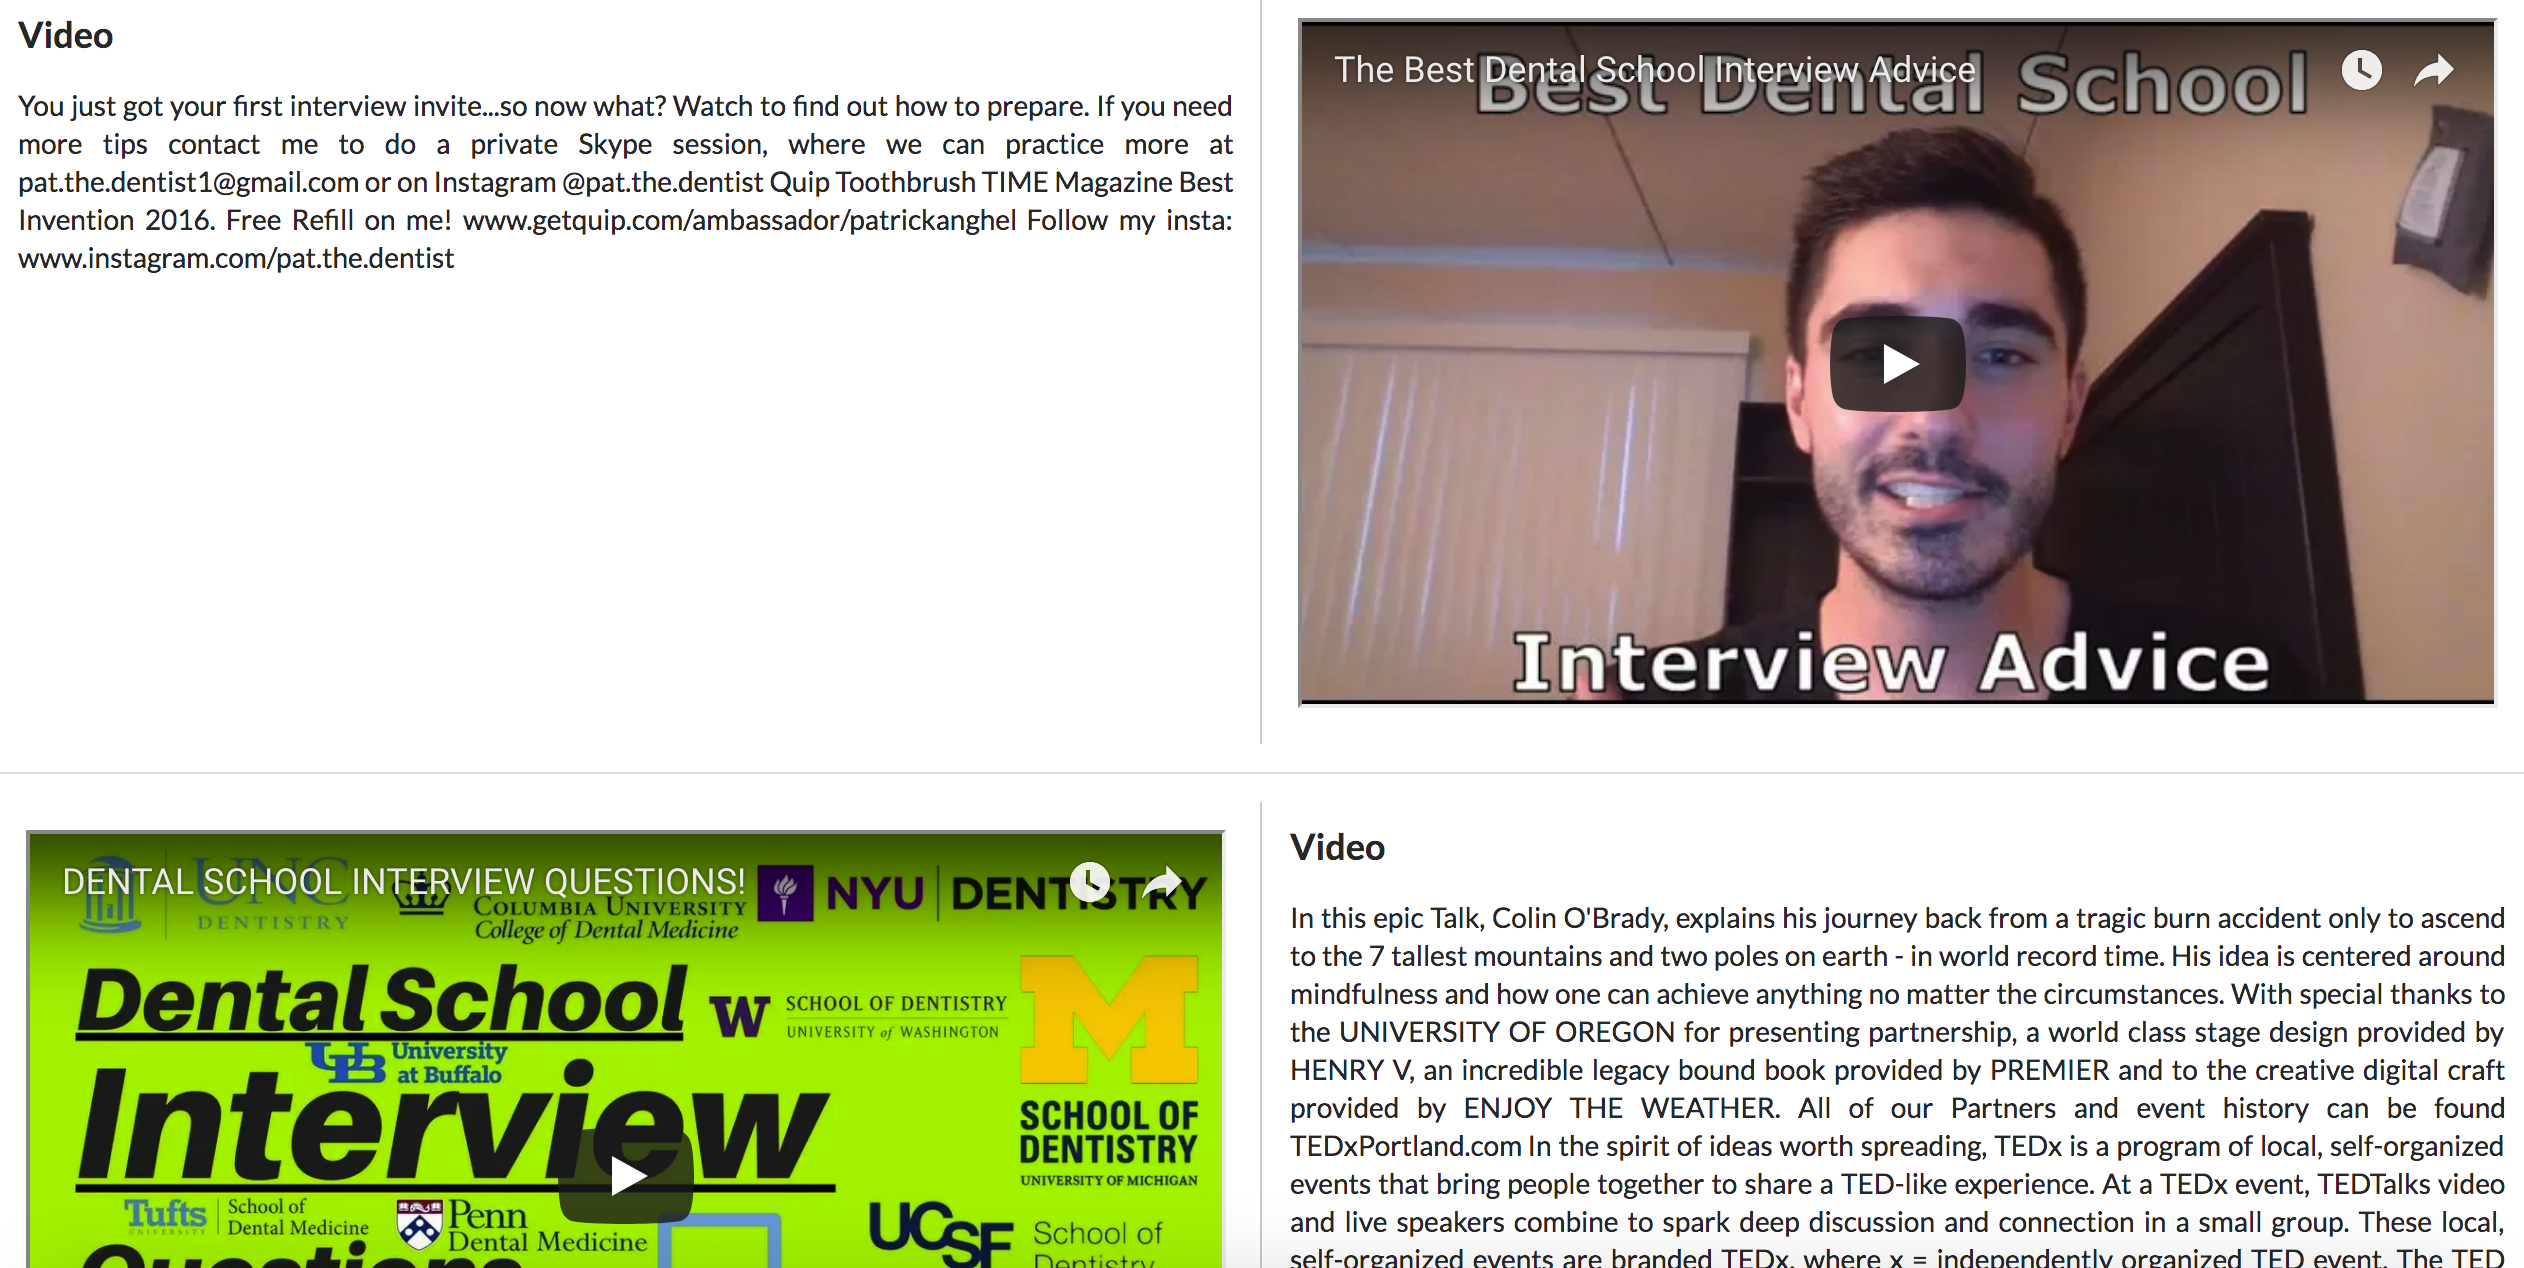 Video
You just got your first interview invite...so now what? Watch to find out how to prepare. If you need
more tips contact me to do a private Skype session, where we can practice more at
pat.the.dentist1@gmail.com or on Instagram @pat.the.dentist Quip Toothbrush TIME Magazine Best
Invention 2016. Free Refill on me! www.getquip.com/ambassador/patrickanghel Follow my insta:
www.instagram.com/pat.the.dentist
The Best Dental School Interview Advice
Best Dental School
Interview Advice
DENTAL SCHOOL INTERVIEW QUESTIONS!
UNC
DENTISTRY
COLUMBIA UNIVERSITY
College of Dental Medicine
NYU DENTISTRY
Dental School
W SCHOOL OF DENTISTRY
UNIVERSITY of WASHINGTON
M
SCHOOL OF
DENTISTRY
UNIVERSITY OF MICHIGAN
UB University
at Buffalo
Interview
Tufts
UNIVERSITY
School of
Dental Medicine
Penn
Dental Medicine
UCSF
School of
Dentistry
Questions
Video
In this epic Talk, Colin O'Brady, explains his journey back from a tragic burn accident only to ascend
to the 7 tallest mountains and two poles on earth - in world record time. His idea is centered around
mindfulness and how one can achieve anything no matter the circumstances. With special thanks to
the UNIVERSITY OF OREGON for presenting partnership, a world class stage design provided by
HENRY V, an incredible legacy bound book provided by PREMIER and to the creative digital craft
provided by ENJOY THE WEATHER. All of our Partners and event history can be found
TEDxPortland.com In the spirit of ideas worth spreading, TEDx is a program of local, self-organized
events that bring people together to share a TED-like experience. At a TEDx event, TEDTalks video
and live speakers combine to spark deep discussion and connection in a small group. These local,
self-organized events are branded TEDx, where x = independently organized TED event. The TED